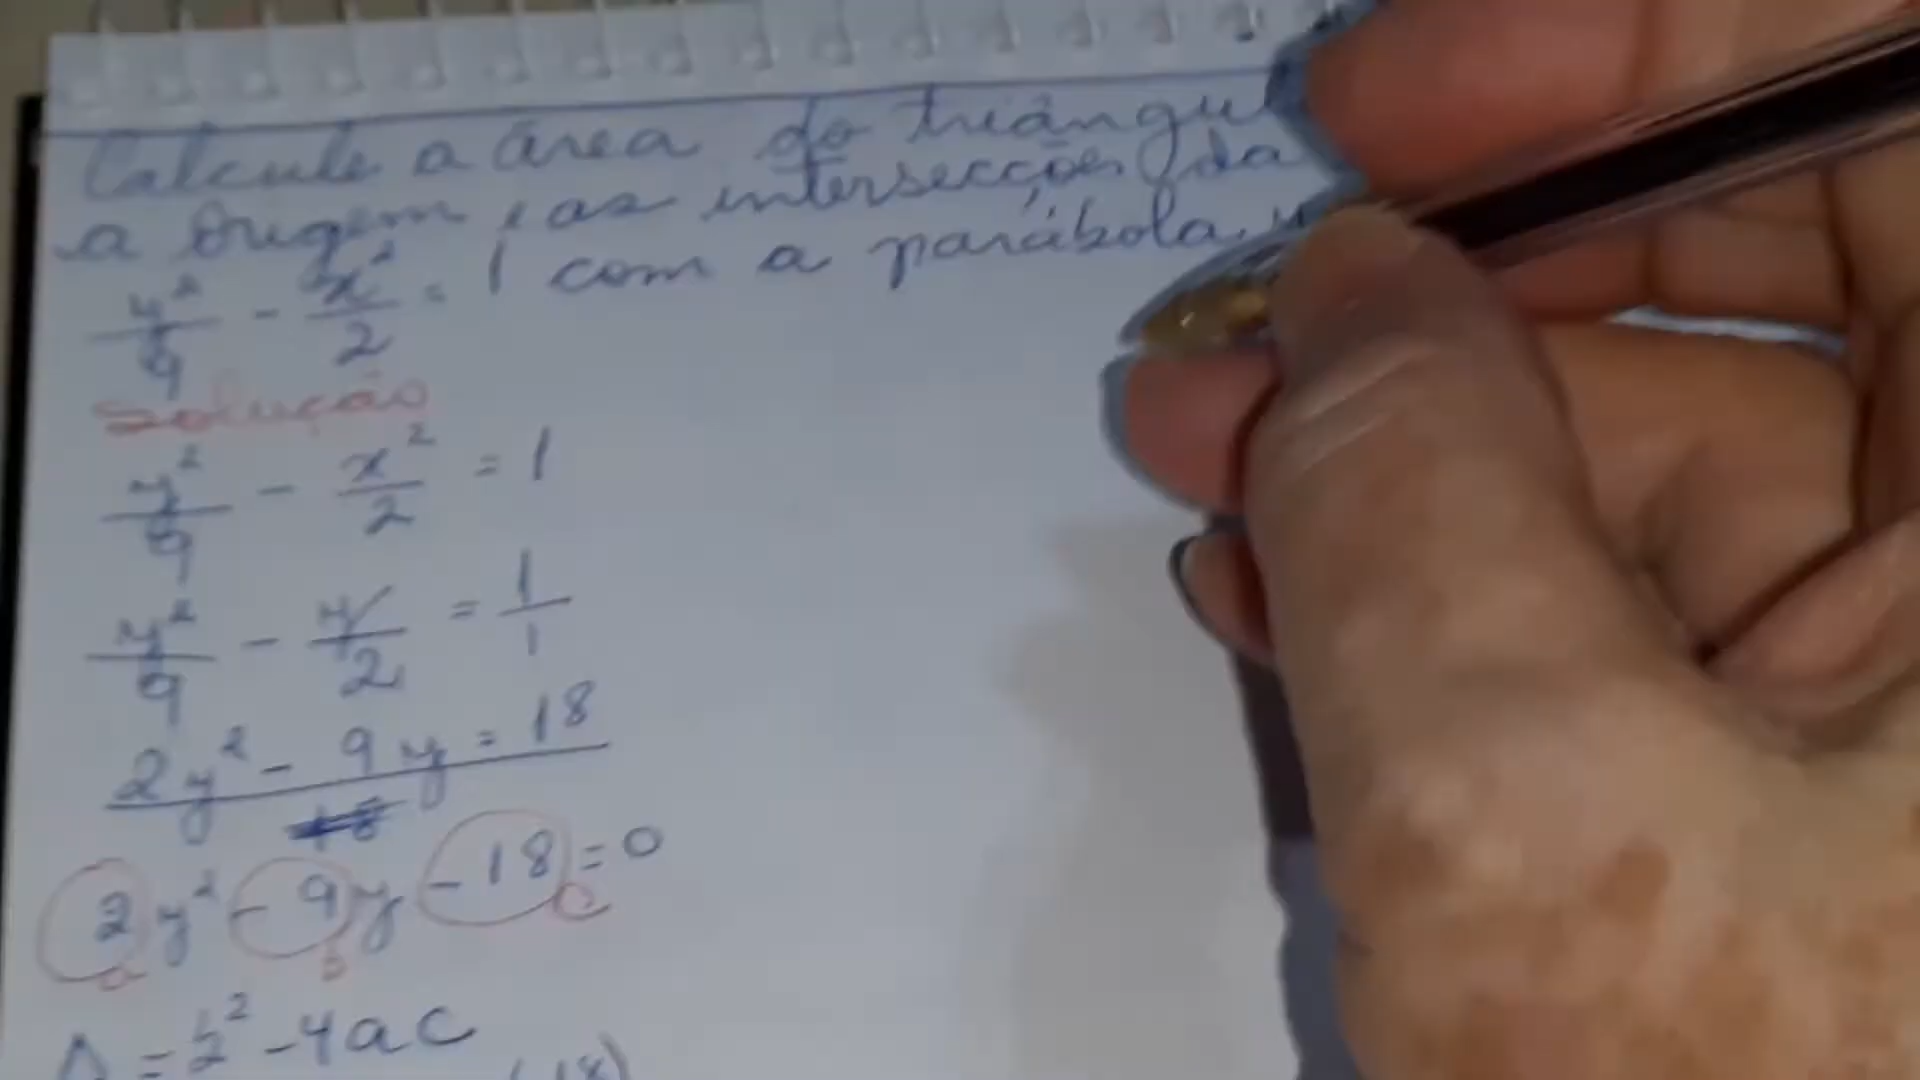 Calcule a área do triângul
a origem e as intersecções da
y²/9 - x²/2 = 1 com a parábola y
Solução
y²/9 - x²/2 = 1
y²/9 - y/2 = 1/1
2y² - 9y = 18
2y² - 9y - 18 = 0
a b c
Δ = b² - 4ac
(18)